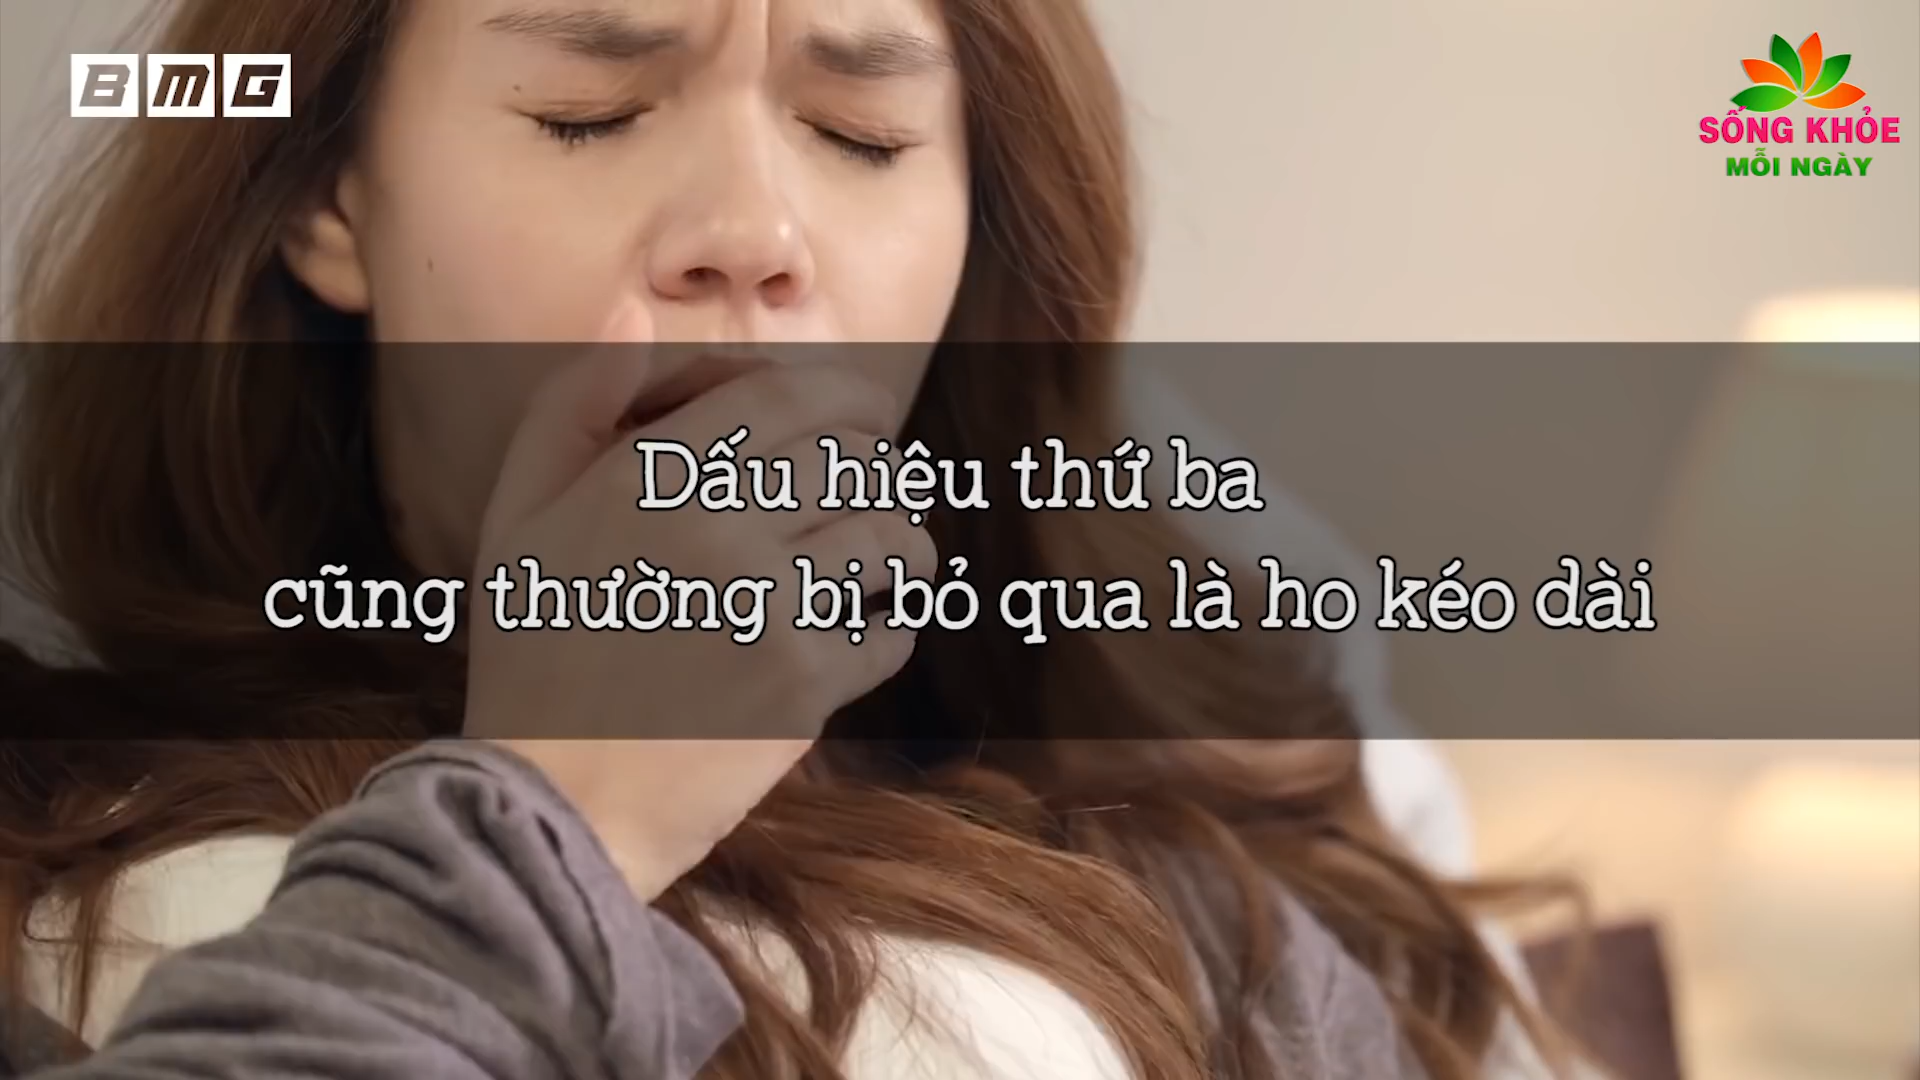 BMG
SỐNG KHỎE
MỖI NGÀY
Dấu hiệu thứ ba
cũng thường bị bỏ qua là ho kéo dài